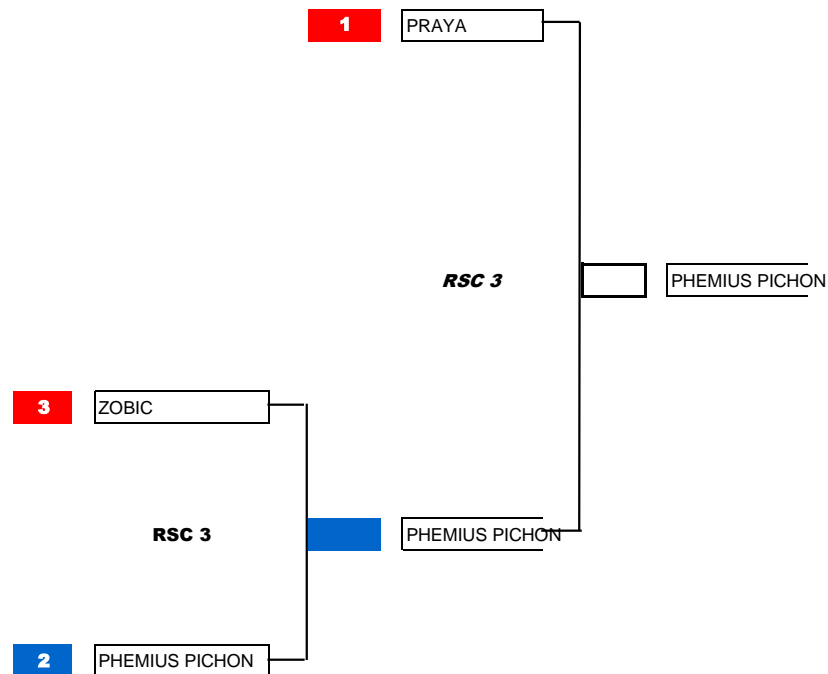 1 PRAYA
RSC 3 PHEMIUS PICHON
3 ZOBIC
RSC 3 PHEMIUS PICHON
2 PHEMIUS PICHON